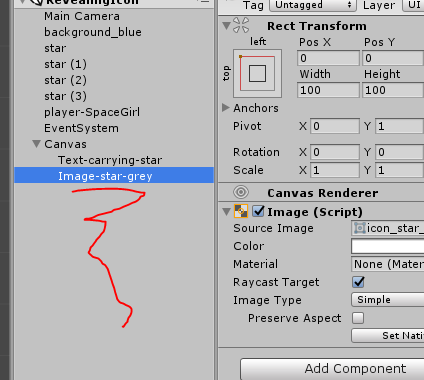 RevealingIcon
Main Camera
background_blue
star
star (1)
star (2)
star (3)
player-SpaceGirl
EventSystem
Canvas
Text-carrying-star
Image-star-grey
Tag Untagged Layer UI
Rect Transform
left
top
Pos X Pos Y
0 0
Width Height
100 100
Anchors
Pivot X 0 Y 1
Rotation X 0 Y 0
Scale X 1 Y 1
Canvas Renderer
Image (Script)
Source Image icon_star_
Color
Material None (Mater
Raycast Target
Image Type Simple
Preserve Aspect
Set Nati
Add Component